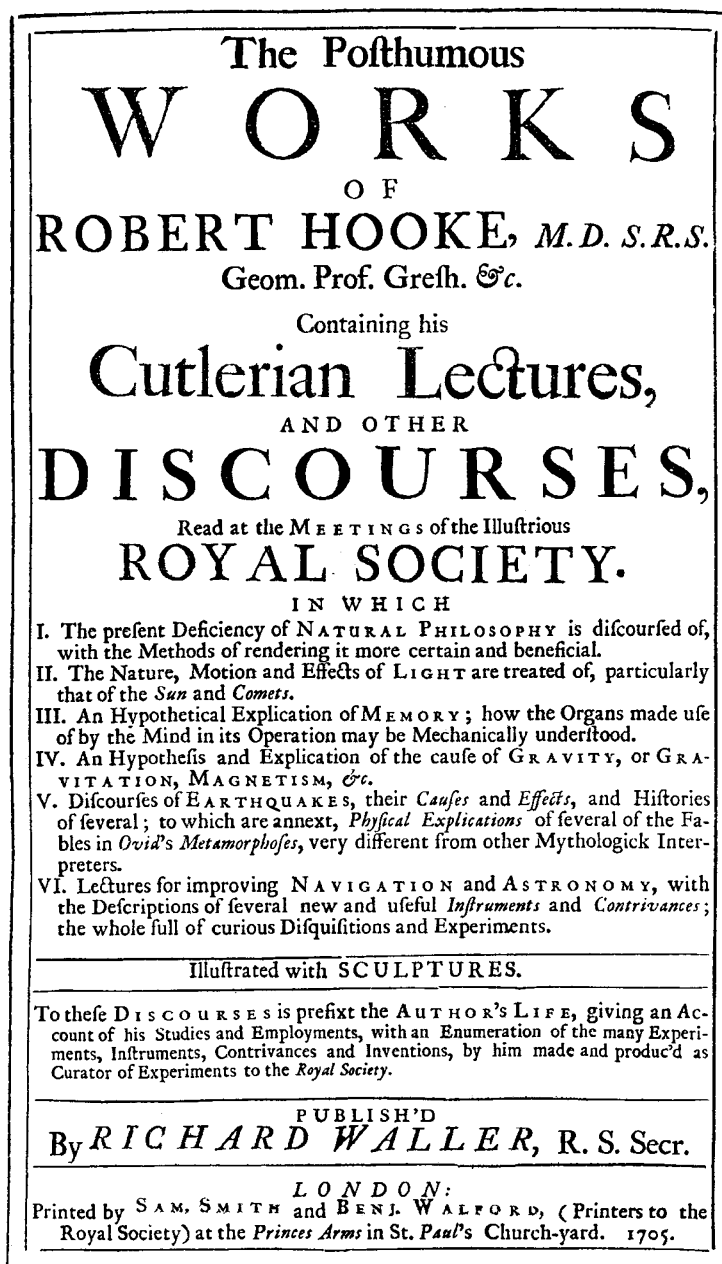 The Poſthumous
WORKS
OF
ROBERT HOOKE, M.D. S.R.S.
Geom. Prof. Greſh. &c.
Containing his
Cutlerian Lectures,
AND OTHER
DISCOURSES,
Read at the MEETINGS of the Illuſtrious
ROYAL SOCIETY.
IN WHICH
I. The preſent Deficiency of NATURAL PHILOSOPHY is diſcourſed of,
with the Methods of rendering it more certain and beneficial.
II. The Nature, Motion and Effects of LIGHT are treated of, particularly
that of the Sun and Comets.
III. An Hypothetical Explication of MEMORY; how the Organs made uſe
of by the Mind in its Operation may be Mechanically underſtood.
IV. An Hypotheſis and Explication of the cauſe of GRAVITY, or GRA-
VITATION, MAGNETISM, &c.
V. Diſcourſes of EARTHQUAKES, their Cauſes and Effects, and Hiſtories
of ſeveral; to which are annext, Phyſical Explications of ſeveral of the Fa-
bles in Ovid's Metamorphoſes, very different from other Mythologick Inter-
preters.
VI. Lectures for improving NAVIGATION and ASTRONOMY, with
the Deſcriptions of ſeveral new and uſeful Inſtruments and Contrivances;
the whole full of curious Diſquiſitions and Experiments.
Illuſtrated with SCULPTURES.
To theſe DISCOURSES is prefixt the AUTHOR's LIFE, giving an Ac-
count of his Studies and Employments, with an Enumeration of the many Experi-
ments, Inſtruments, Contrivances and Inventions, by him made and produc'd as
Curator of Experiments to the Royal Society.
PUBLISH'D
By RICHARD WALLER, R. S. Secr.
LONDON:
Printed by SAM. SMITH and BENJ. WALFORD, (Printers to the
Royal Society) at the Princes Arms in St. Paul's Church-yard. 1705.